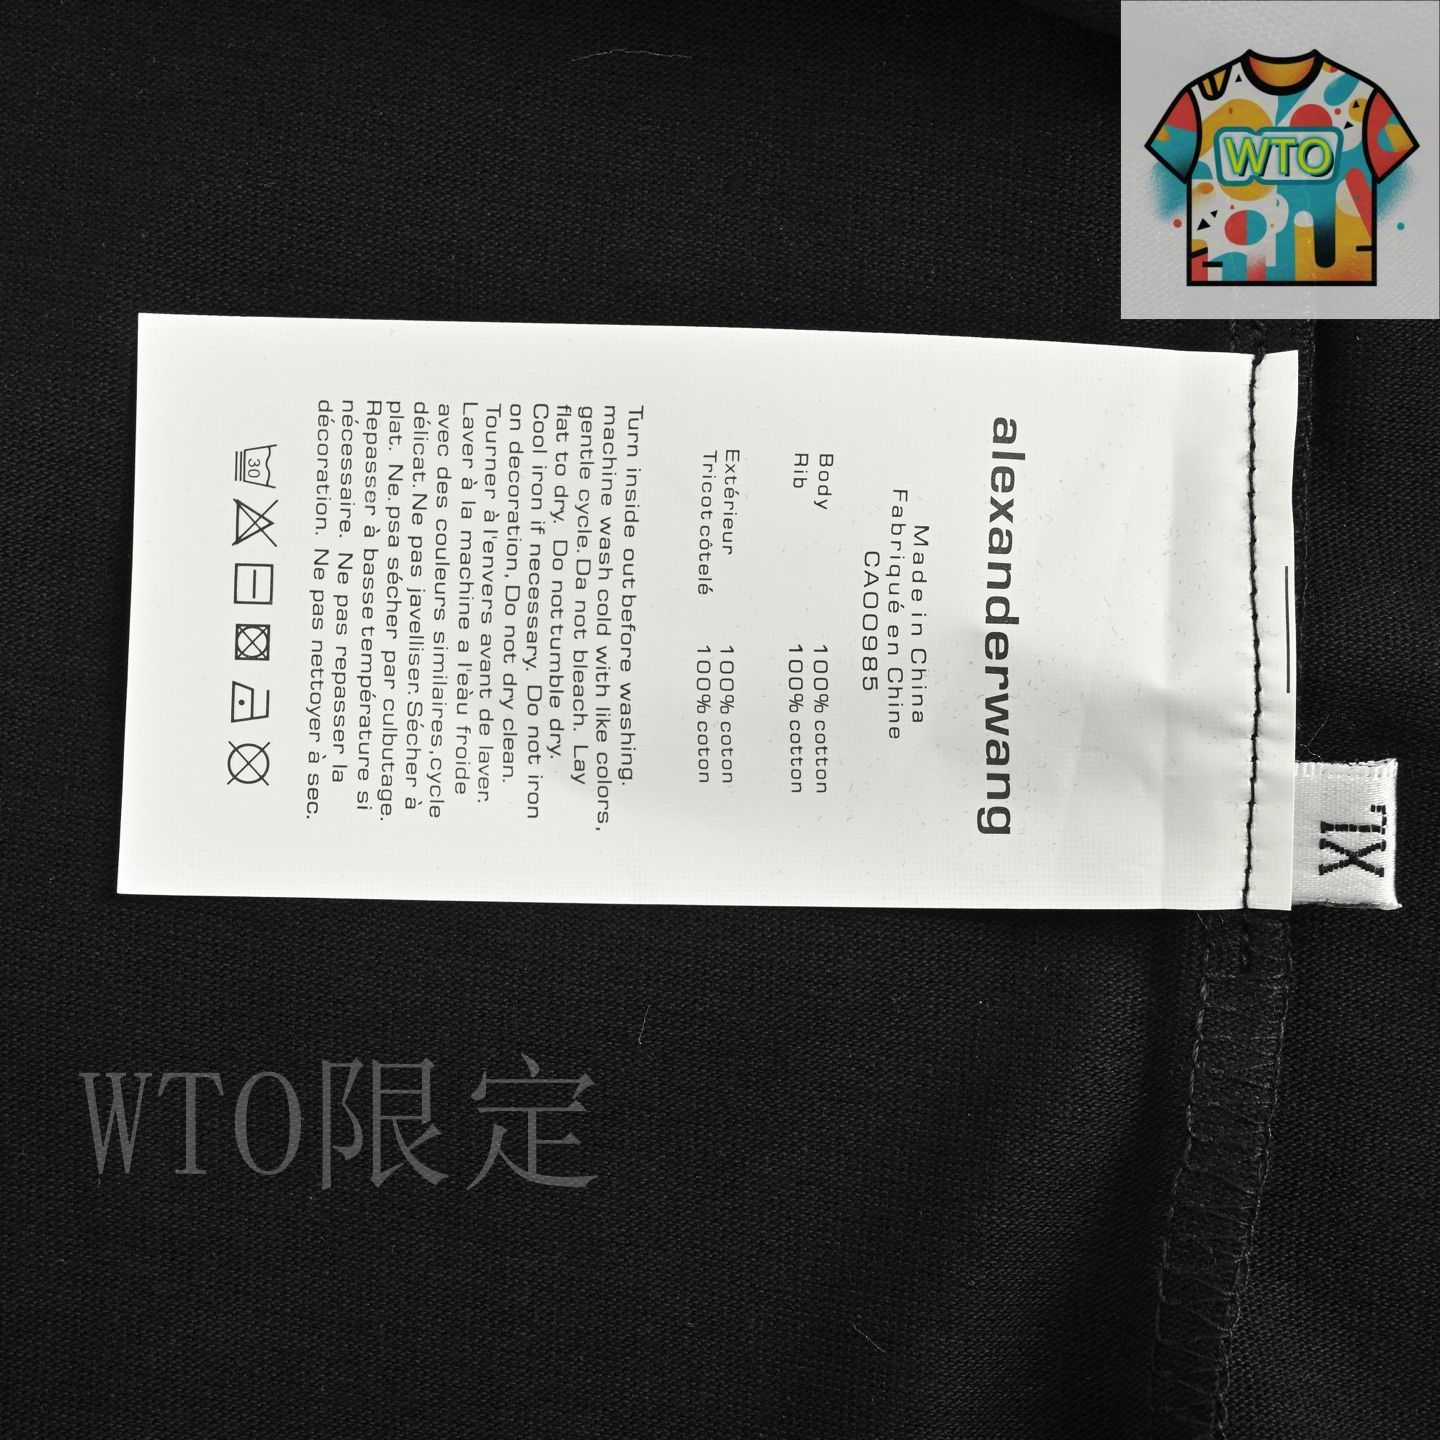 WTO
alexanderwang
Made in China
Fabriqué en Chine
CA00985
Body 100% cotton
Rib 100% cotton
Extérieur 100% coton
Tricotcôtelé 100% coton
Turn inside out before washing.
machine wash cold with like colors,
gentle cycle. Da not bleach. Lay
flat to dry. Do not tumble dry.
Cool iron if necessary. Do not iron
on decoration, Do not dry clean.
Tourner à l'envers avant de laver.
Laver à la machine a l'eàu froide
avec des couleurs similaires, cycle
délicat. Ne pas javelliser. Sécher à
plat. Ne.psa sécher par culbutage.
Repasser à basse température si
nécessaire. Ne pas repasser la
décoration. Ne pas nettoyer à sec.
30
XL
WTO限定